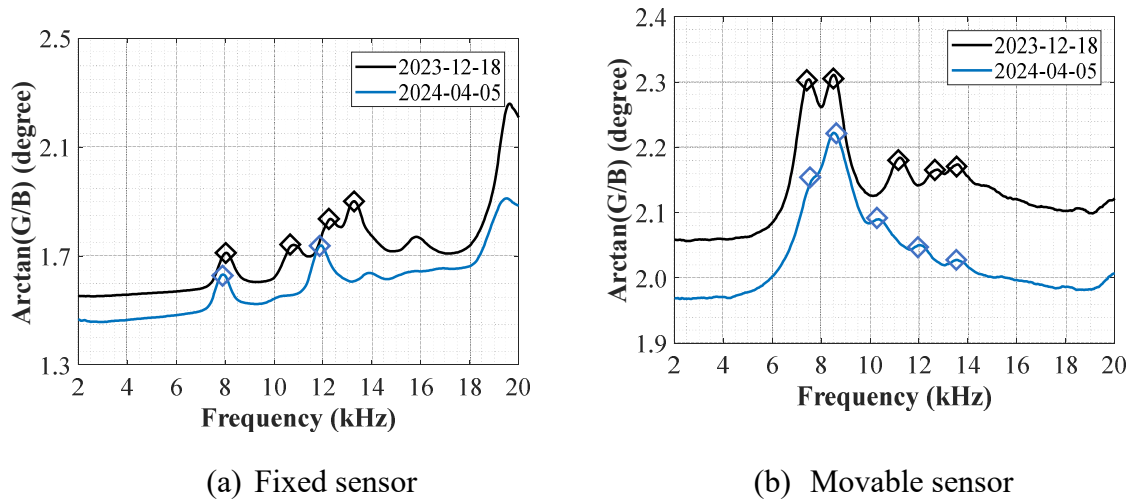 2.5
2.1
1.7
1.3
Arctan(G/B) (degree)
2023-12-18
2024-04-05
2 4 6 8 10 12 14 16 18 20
Frequency (kHz)
(a) Fixed sensor
2.4
2.3
2.2
2.1
2.0
1.9
Arctan(G/B) (degree)
2023-12-18
2024-04-05
2 4 6 8 10 12 14 16 18 20
Frequency (kHz)
(b) Movable sensor